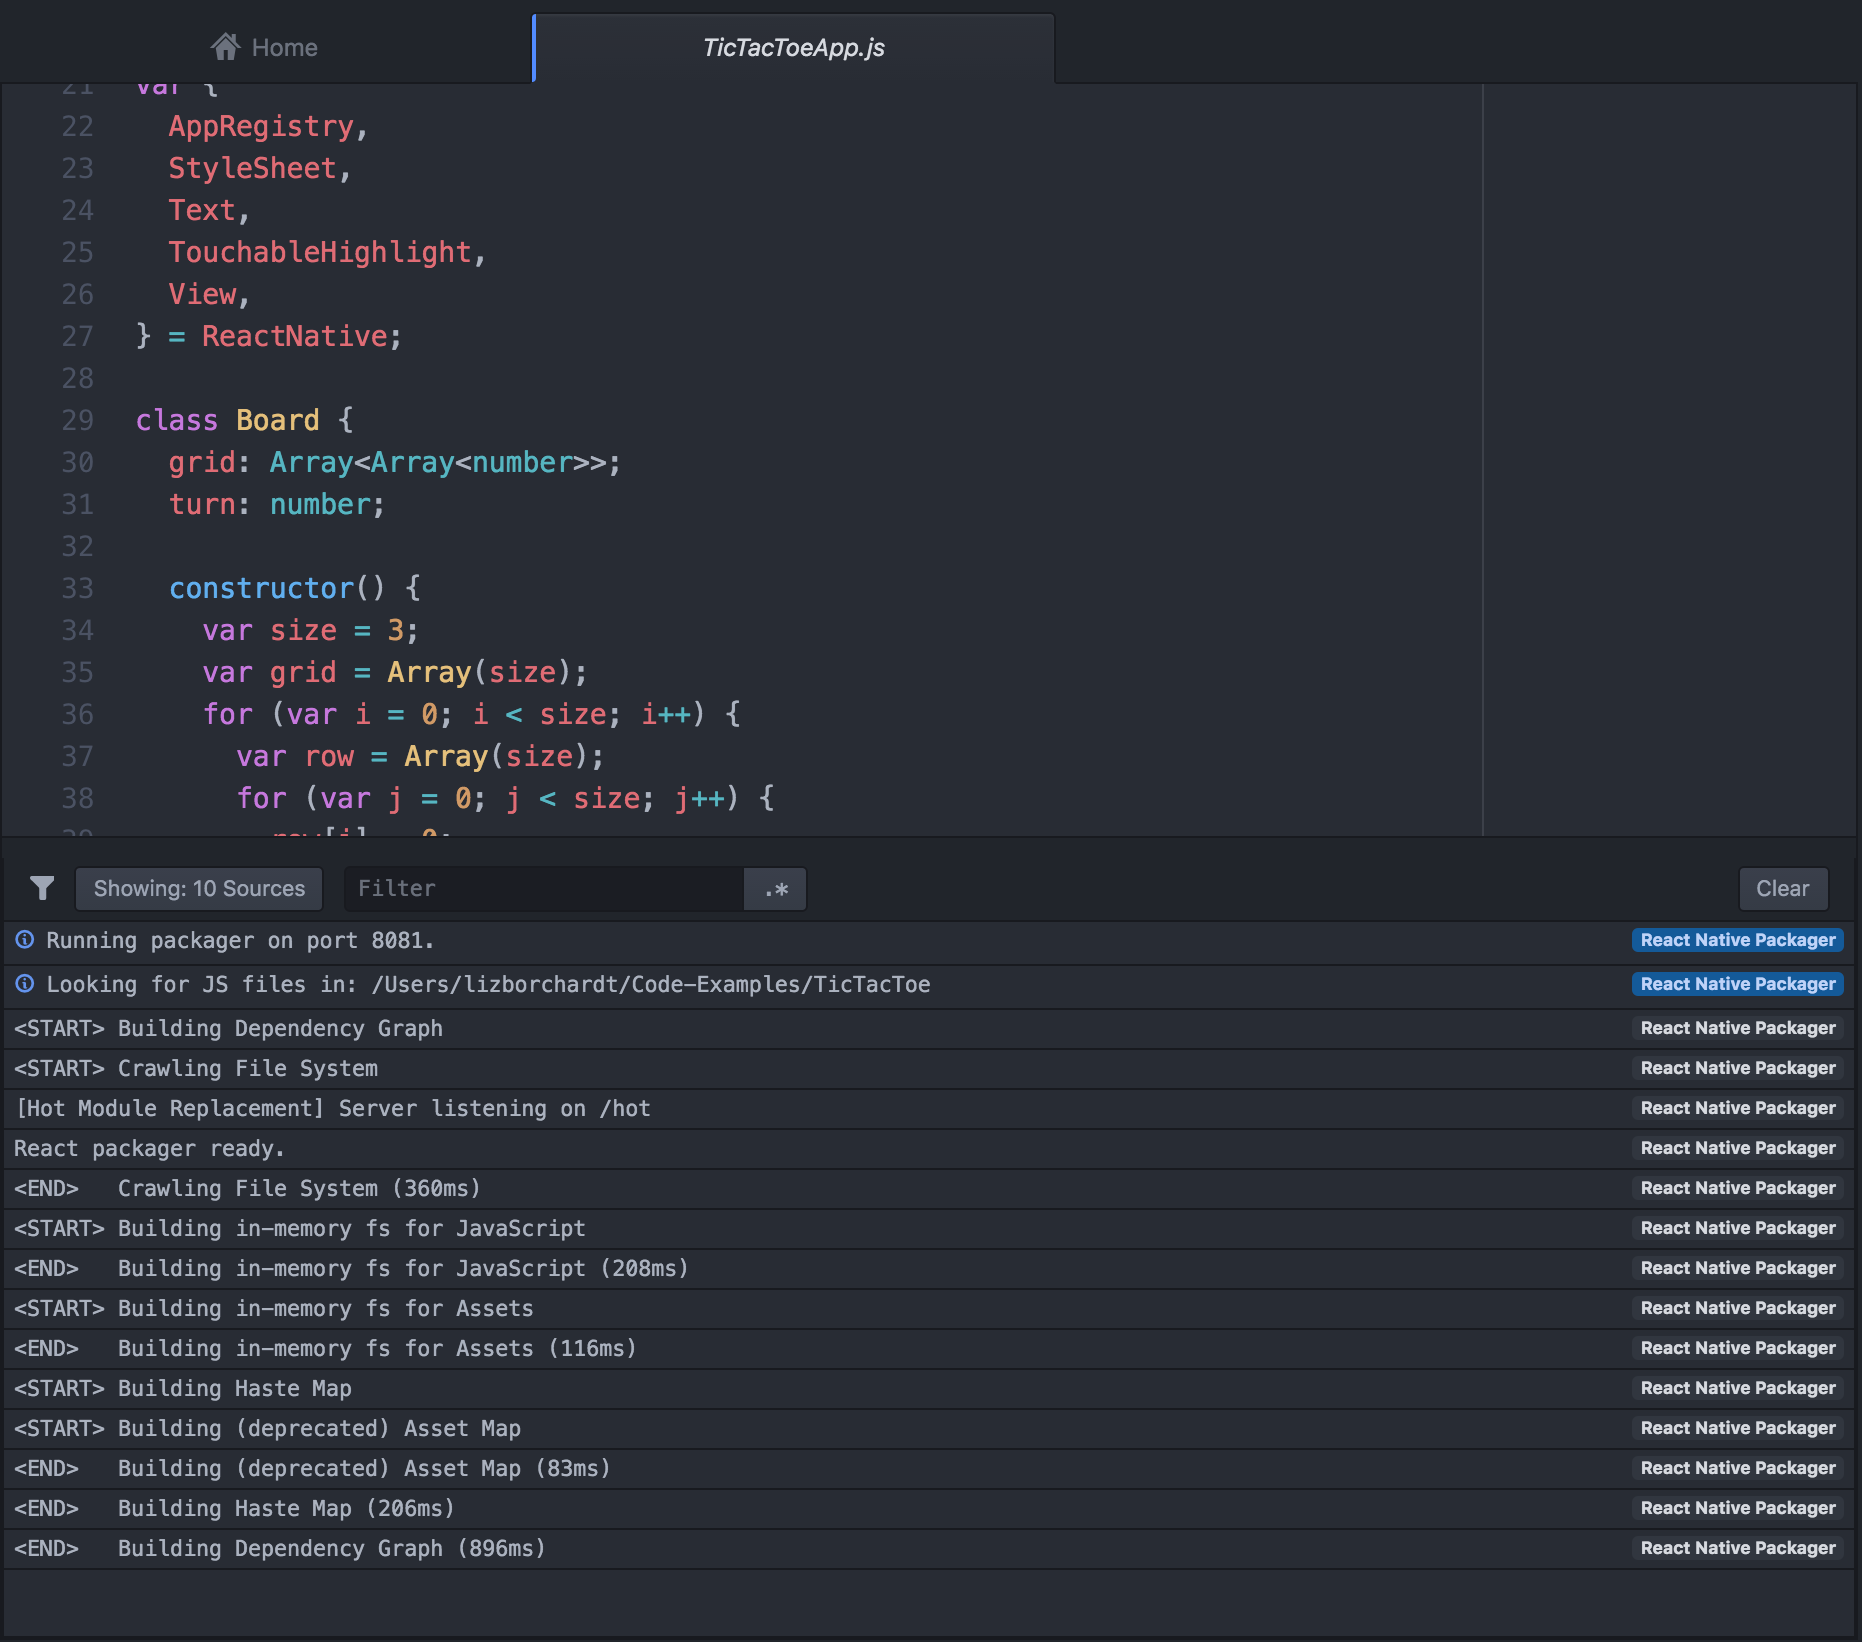 Home
TicTacToeApp.js
21 var {
22 AppRegistry,
23 StyleSheet,
24 Text,
25 TouchableHighlight,
26 View,
27 } = ReactNative;
28
29 class Board {
30 grid: Array<Array<number>>;
31 turn: number;
32
33 constructor() {
34 var size = 3;
35 var grid = Array(size);
36 for (var i = 0; i < size; i++) {
37 var row = Array(size);
38 for (var j = 0; j < size; j++) {
Showing: 10 Sources
Filter
.*
Clear
Running packager on port 8081. React Native Packager
Looking for JS files in: /Users/lizborchardt/Code-Examples/TicTacToe React Native Packager
<START> Building Dependency Graph React Native Packager
<START> Crawling File System React Native Packager
[Hot Module Replacement] Server listening on /hot React Native Packager
React packager ready. React Native Packager
<END> Crawling File System (360ms) React Native Packager
<START> Building in-memory fs for JavaScript React Native Packager
<END> Building in-memory fs for JavaScript (208ms) React Native Packager
<START> Building in-memory fs for Assets React Native Packager
<END> Building in-memory fs for Assets (116ms) React Native Packager
<START> Building Haste Map React Native Packager
<START> Building (deprecated) Asset Map React Native Packager
<END> Building (deprecated) Asset Map (83ms) React Native Packager
<END> Building Haste Map (206ms) React Native Packager
<END> Building Dependency Graph (896ms) React Native Packager